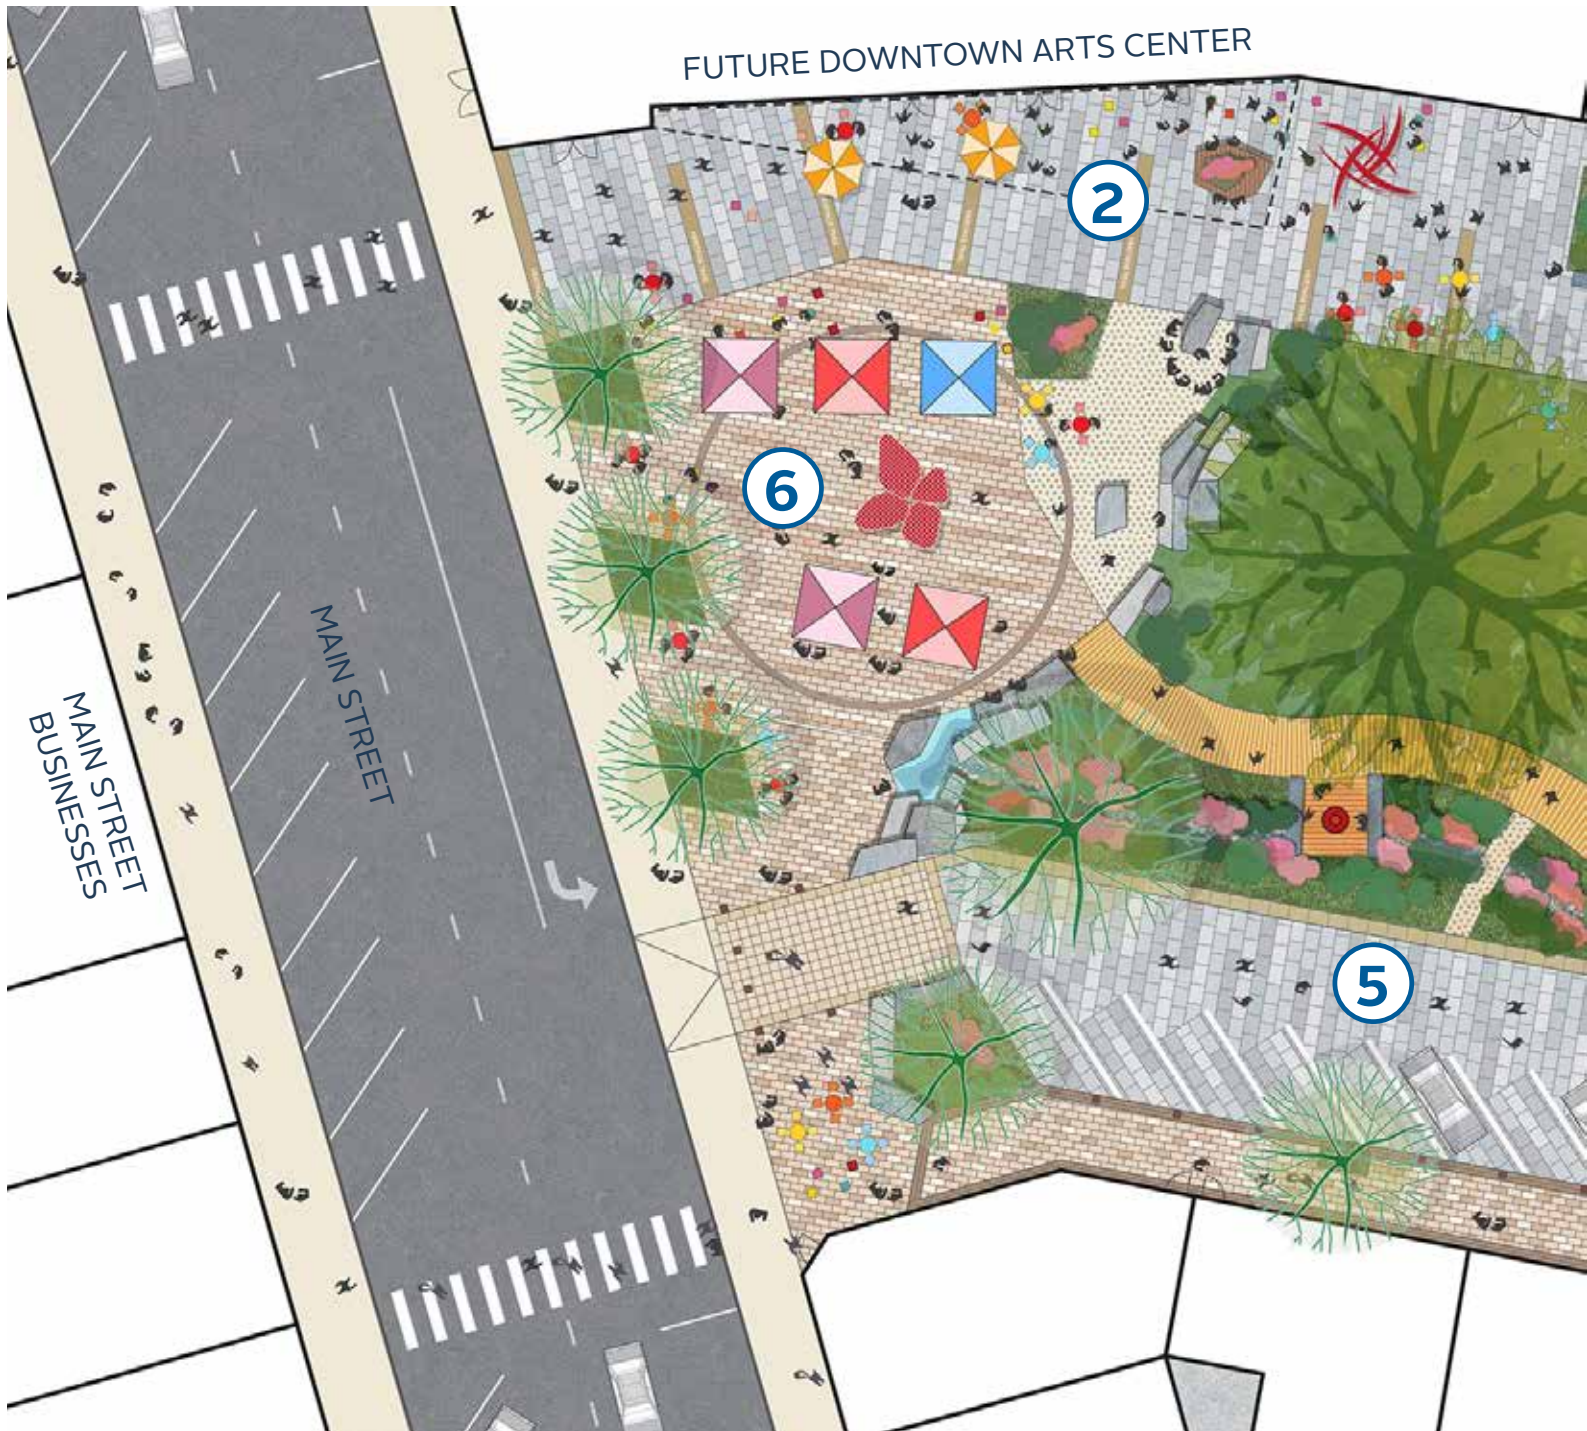 FUTURE DOWNTOWN ARTS CENTER
2
6
MAIN STREET
MAIN STREET
BUSINESSES
5